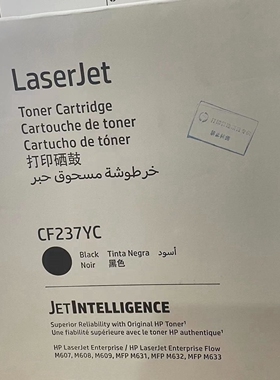 LaserJet
Toner Cartridge
Cartouche de toner
Cartucho de tóner
打印硒鼓
خرطوشة مسحوق حبر
CF237YC
Black Tinta Negra أسود
Noir 黑色
JETINTELLIGENCE
Superior Reliability with Original HP Toner¹
Une fiabilité supérieure avec le toner HP authentique¹
HP LaserJet Enterprise / HP LaserJet Enterprise Flow
M607, M608, M609, MFP M631, MFP M632, MFP M633